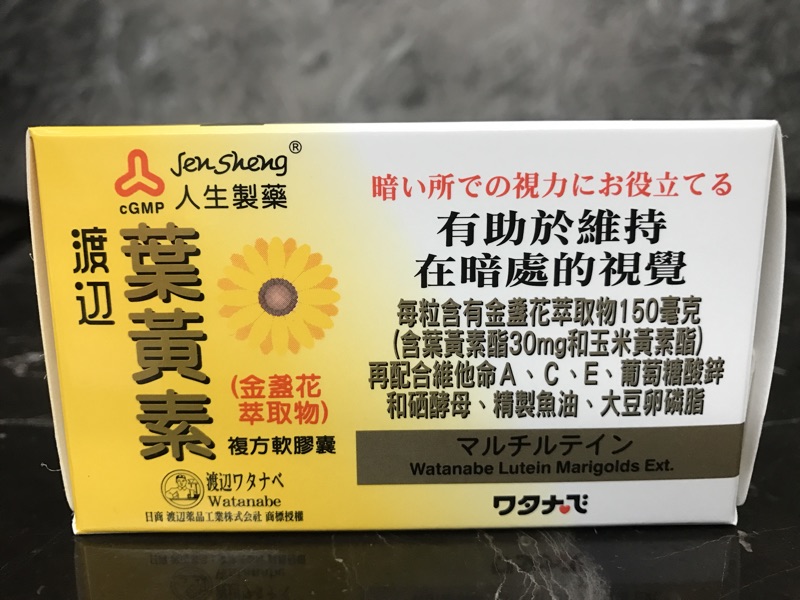 Jen Sheng®
cGMP
人生製藥
渡辺
葉黃素
(金盞花
萃取物)
複方軟膠囊
渡辺ワタナベ
Watanabe
日商 渡辺薬品工業株式会社 商標授權
暗い所での視力にお役立てる
有助於維持
在暗處的視覺
每粒含有金盞花萃取物150毫克
(含葉黃素酯30mg和玉米黃素酯)
再配合維他命A、C、E、葡萄糖酸鋅
和硒酵母、精製魚油、大豆卵磷脂
マルチルテイン
Watanabe Lutein Marigolds Ext.
ワタナベ